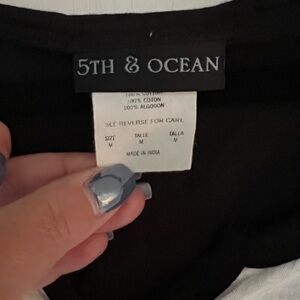 5TH & OCEAN
100% COTTON
100% COTON
100% ALGODON
SEE REVERSE FOR CARE
SIZE TAILLE TALLA
M M M
MADE IN INDIA